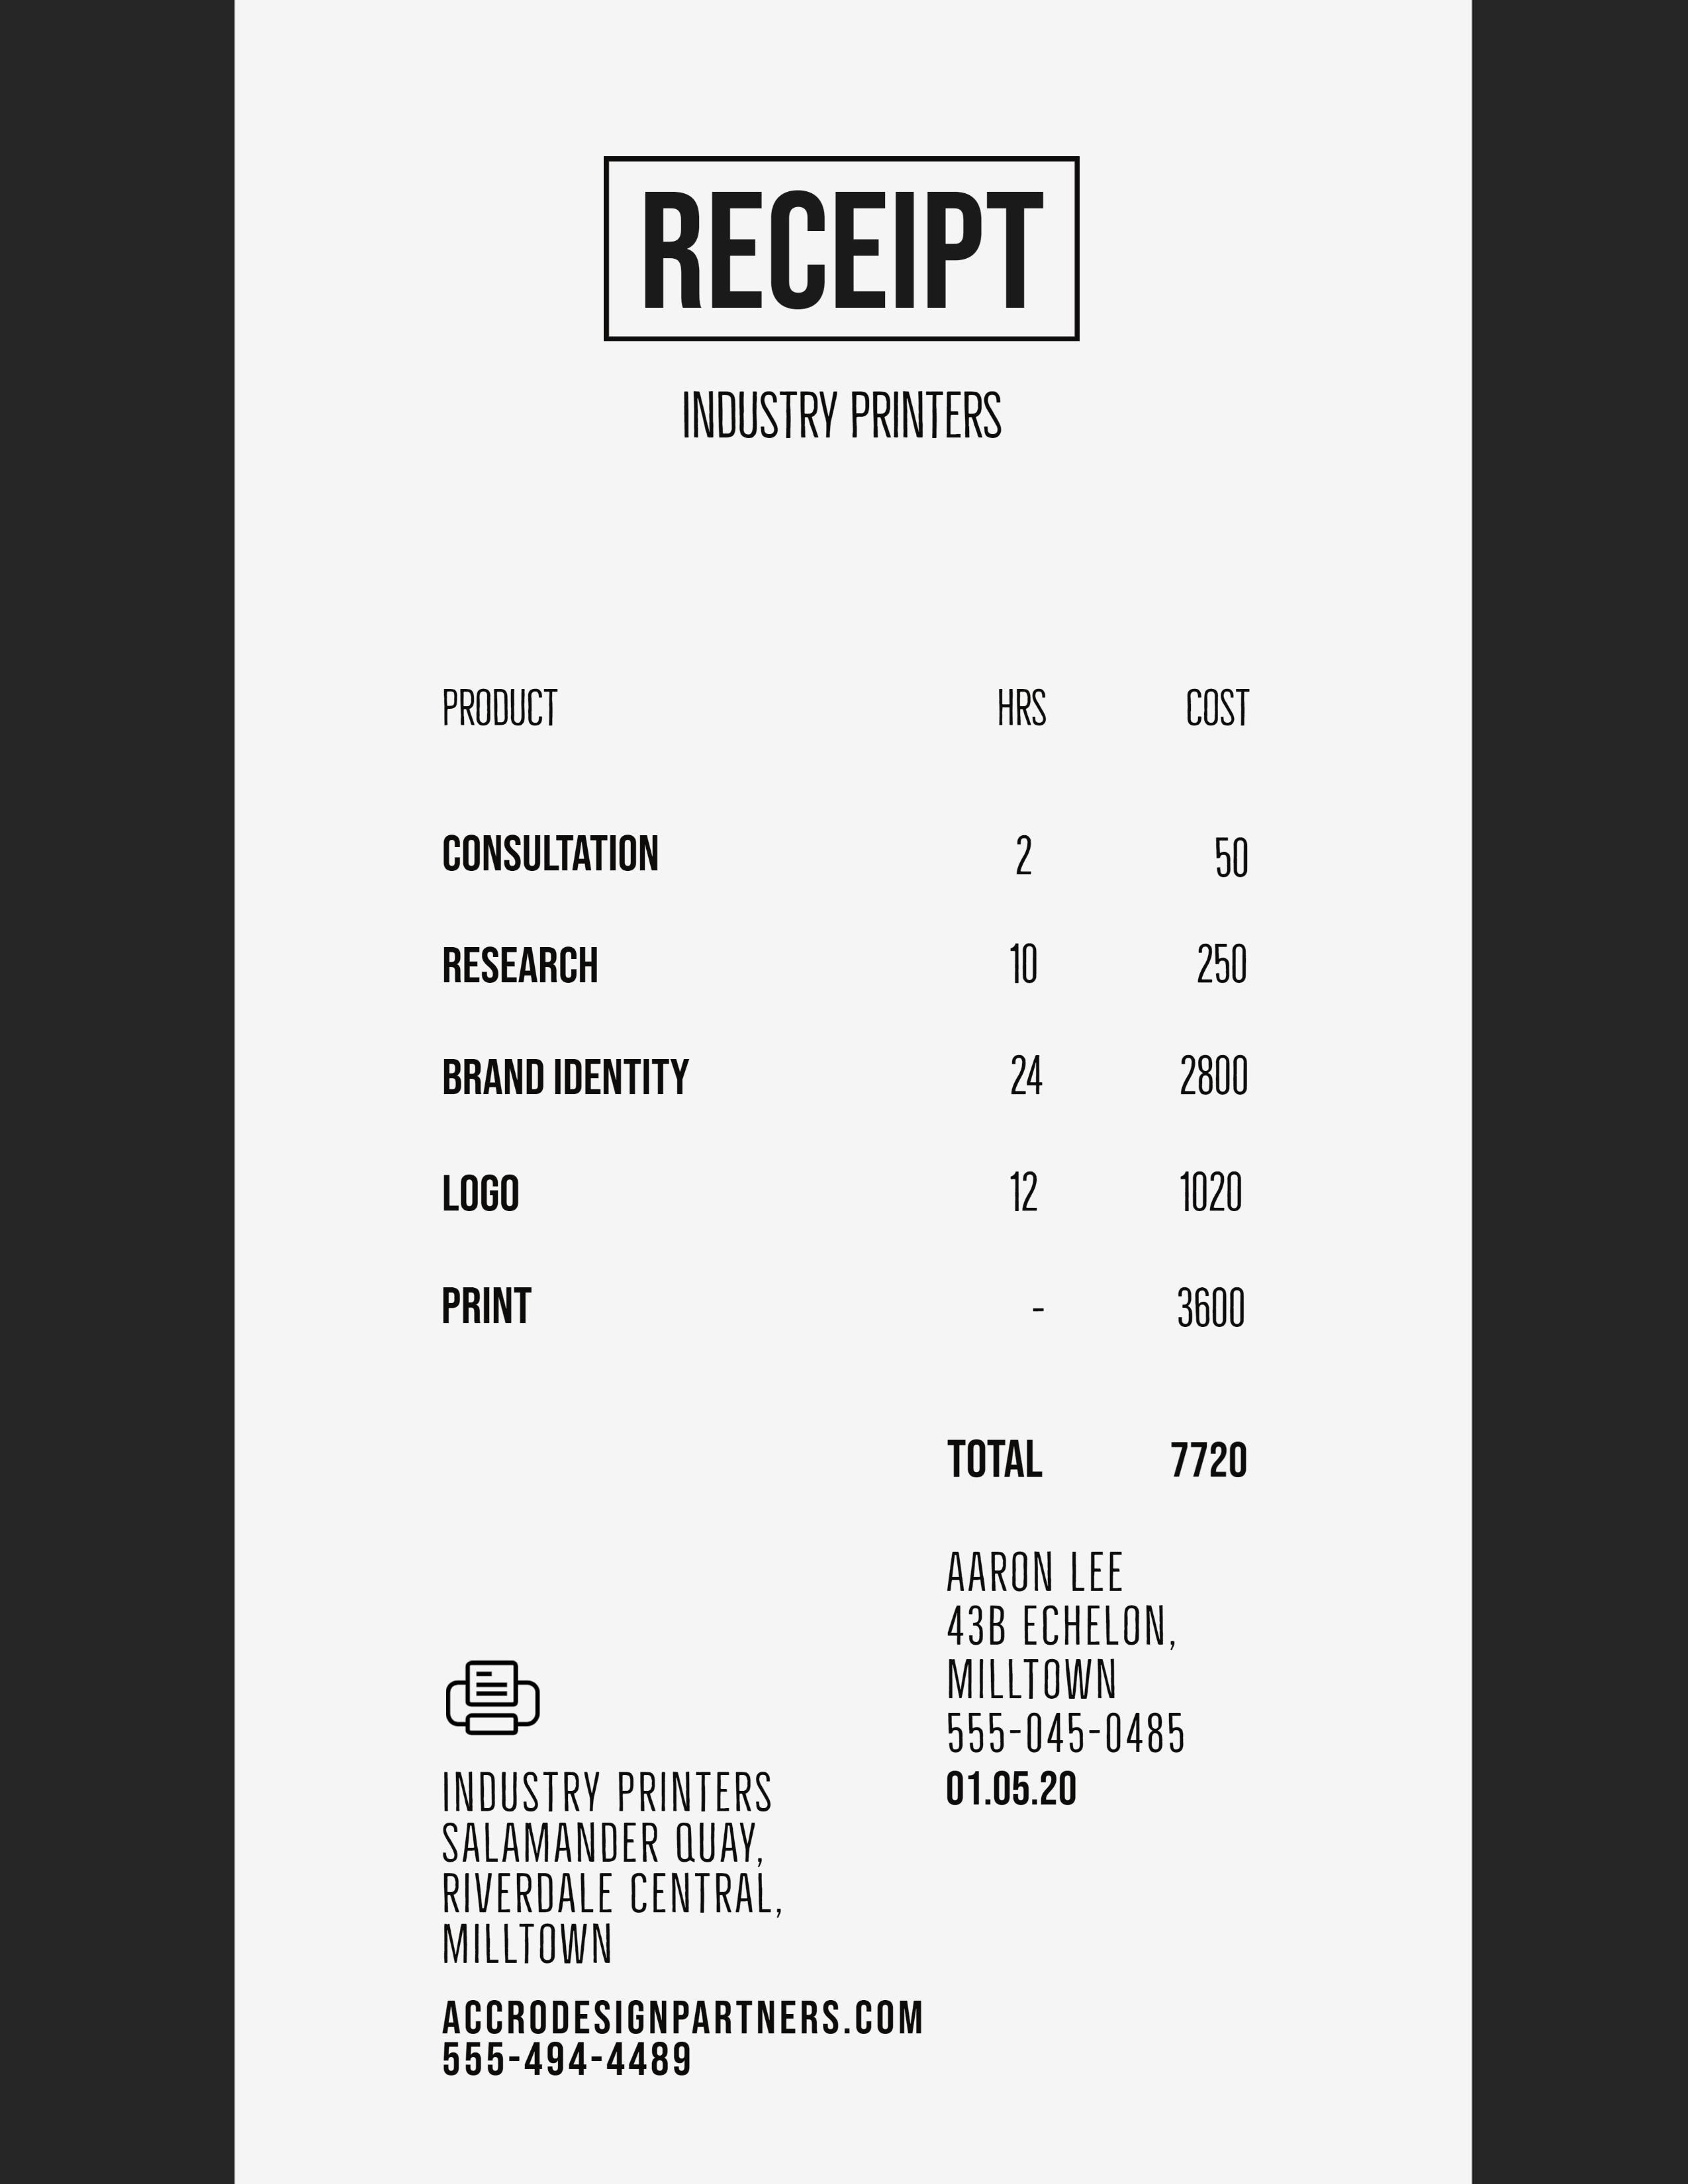 RECEIPT
INDUSTRY PRINTERS
PRODUCT HRS COST
CONSULTATION 2 50
RESEARCH 10 250
BRAND IDENTITY 24 2800
LOGO 12 1020
PRINT - 3600
TOTAL 7720
AARON LEE
43B ECHELON,
MILLTOWN
555-045-0485
01.05.20
INDUSTRY PRINTERS
SALAMANDER QUAY,
RIVERDALE CENTRAL,
MILLTOWN
ACCRODESIGNPARTNERS.COM
555-494-4489